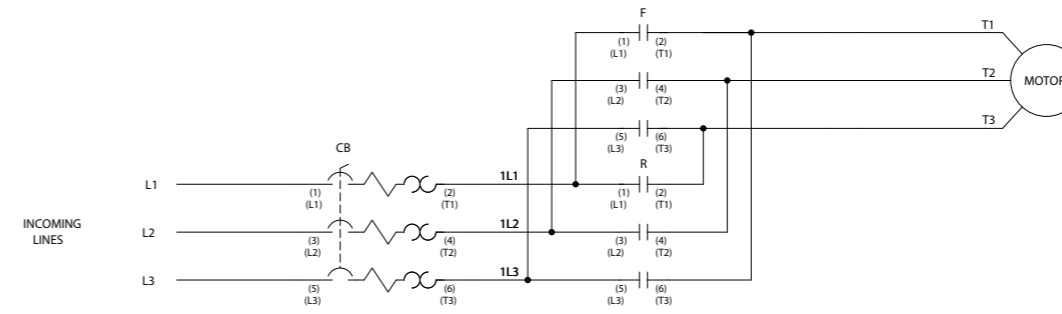 F
T1
(1) (2)
(L1) (T1)
T2
MOTOR
(3) (4)
(L2) (T2)
T3
(5) (6)
(L3) (T3)
CB
R
L1
1L1
(1) (2)
(L1) (T1)
(1) (2)
(L1) (T1)
INCOMING
LINES
L2
1L2
(3) (4)
(L2) (T2)
(3) (4)
(L2) (T2)
L3
1L3
(5) (6)
(L3) (T3)
(5) (6)
(L3) (T3)